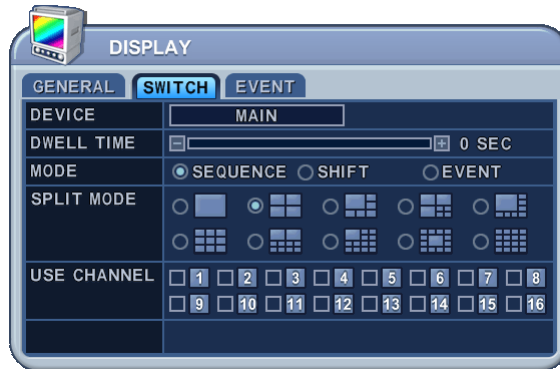 DISPLAY
GENERAL SWITCH EVENT
DEVICE MAIN
DWELL TIME 0 SEC
MODE SEQUENCE SHIFT EVENT
SPLIT MODE
USE CHANNEL 1 2 3 4 5 6 7 8
9 10 11 12 13 14 15 16